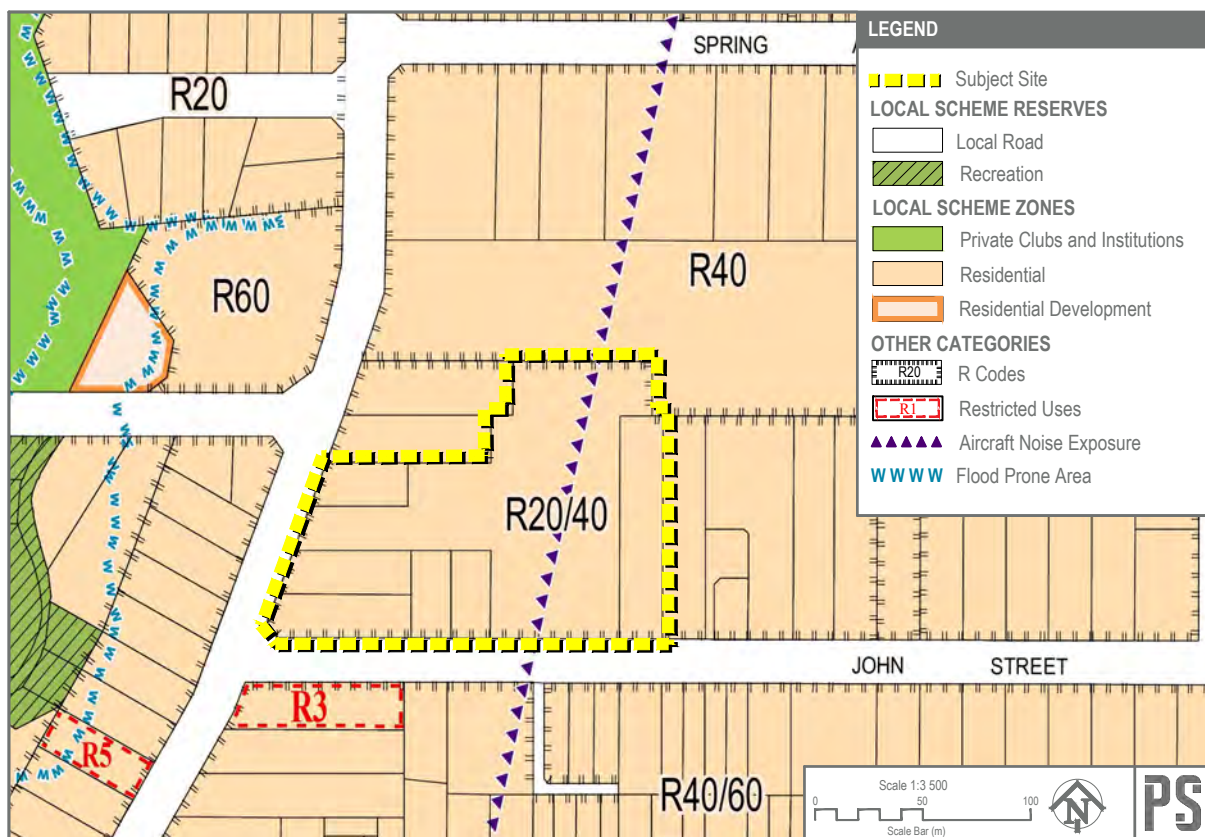 SPRING
A
R20
R60
R40
R20/40
JOHN STREET
R3
R5
R40/60
LEGEND
Subject Site
LOCAL SCHEME RESERVES
Local Road
Recreation
LOCAL SCHEME ZONES
Private Clubs and Institutions
Residential
Residential Development
OTHER CATEGORIES
R20 R Codes
R1 Restricted Uses
Aircraft Noise Exposure
W W W W Flood Prone Area
Scale 1:3 500
0 50 100
Scale Bar (m)
N
PS